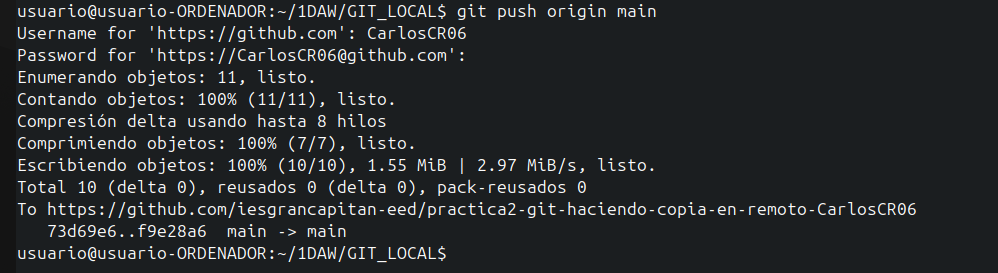 usuario@usuario-ORDENADOR:~/1DAW/GIT_LOCAL$ git push origin main
Username for 'https://github.com': CarlosCR06
Password for 'https://CarlosCR06@github.com':
Enumerando objetos: 11, listo.
Contando objetos: 100% (11/11), listo.
Compresión delta usando hasta 8 hilos
Comprimiendo objetos: 100% (7/7), listo.
Escribiendo objetos: 100% (10/10), 1.55 MiB | 2.97 MiB/s, listo.
Total 10 (delta 0), reusados 0 (delta 0), pack-reusados 0
To https://github.com/iesgrancapitan-eed/practica2-git-haciendo-copia-en-remoto-CarlosCR06
   73d69e6..f9e28a6  main -> main
usuario@usuario-ORDENADOR:~/1DAW/GIT_LOCAL$